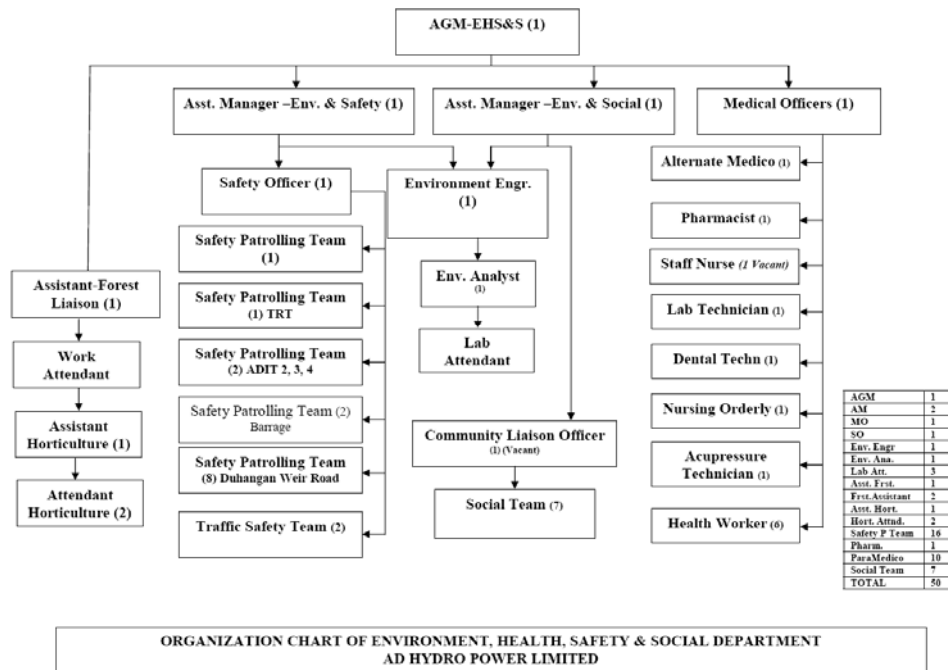 AGM-EHS&S (1)
Asst. Manager –Env. & Safety (1)
Asst. Manager –Env. & Social (1)
Medical Officers (1)
Safety Officer (1)
Environment Engr.
(1)
Alternate Medico (1)
Pharmacist (1)
Staff Nurse (1 Vacant)
Lab Technician (1)
Dental Techn (1)
Nursing Orderly (1)
Acupressure
Technician (1)
Health Worker (6)
Safety Patrolling Team
(1)
Safety Patrolling Team
(1) TRT
Safety Patrolling Team
(2) ADIT 2, 3, 4
Safety Patrolling Team (2)
Barrage
Safety Patrolling Team
(8) Duhangan Weir Road
Traffic Safety Team (2)
Env. Analyst
(1)
Lab
Attendant
Community Liaison Officer
(1) (Vacant)
Social Team (7)
Assistant-Forest
Liaison (1)
Work
Attendant
Assistant
Horticulture (1)
Attendant
Horticulture (2)
AGM 1
AM 2
MO 1
SO 1
Env. Engr 1
Env. Ana. 1
Lab Att. 3
Asst. Frst. 1
Frst.Assistant 2
Asst. Hort. 1
Hort. Attnd. 2
Safety P Team 16
Pharm. 1
ParaMedico 10
Social Team 7
TOTAL 50
ORGANIZATION CHART OF ENVIRONMENT, HEALTH, SAFETY & SOCIAL DEPARTMENT
AD HYDRO POWER LIMITED